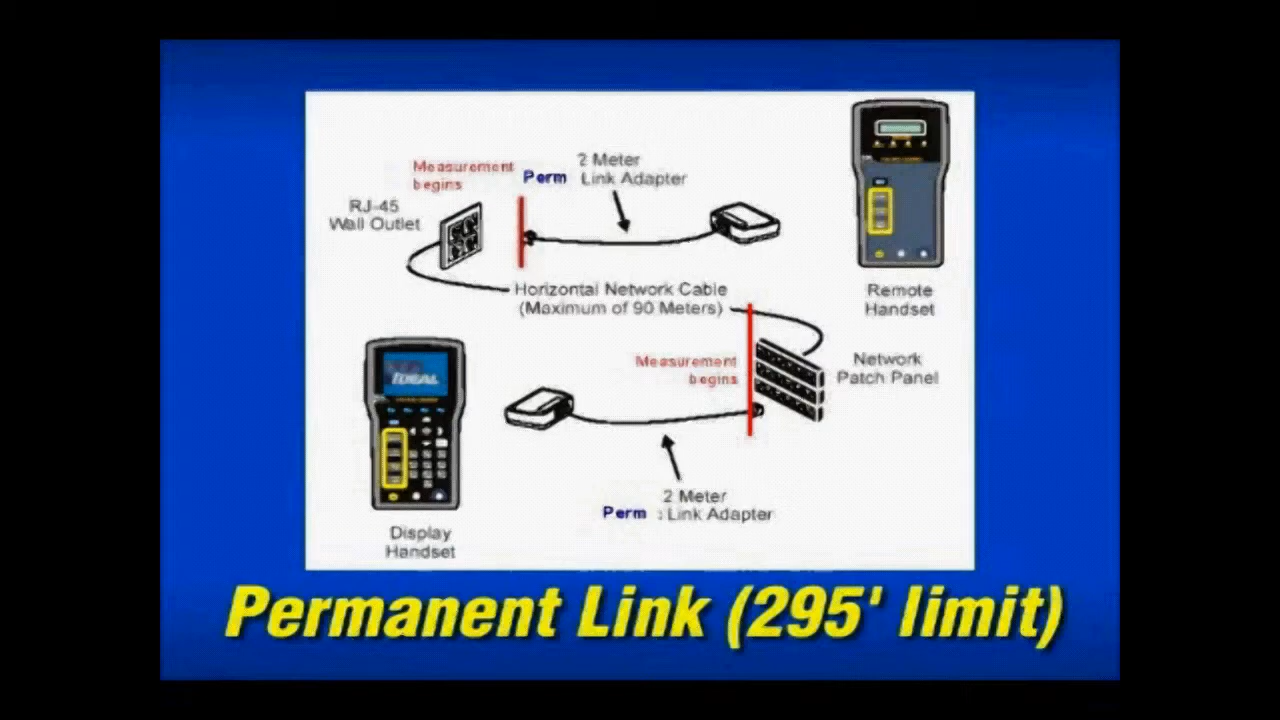 2 Meter
Measurement
begins
Perm Link Adapter
RJ-45
Wall Outlet
Horizontal Network Cable
(Maximum of 90 Meters)
Remote
Handset
Measurement
begins
Network
Patch Panel
IDEAL
2 Meter
Perm : Link Adapter
Display
Handset
Permanent Link (295' limit)